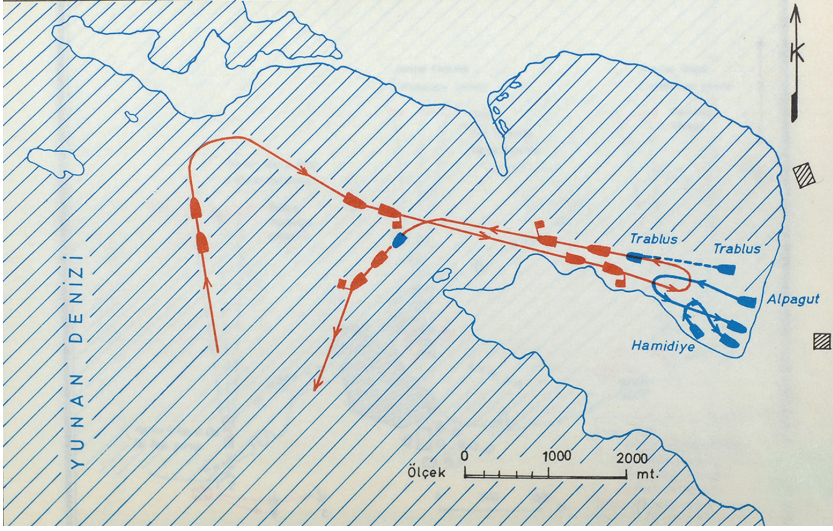 K
Trablus
Trablus
Alpagut
Hamidiye
YUNAN DENİZİ
Ölçek
0 1000 2000
mt.